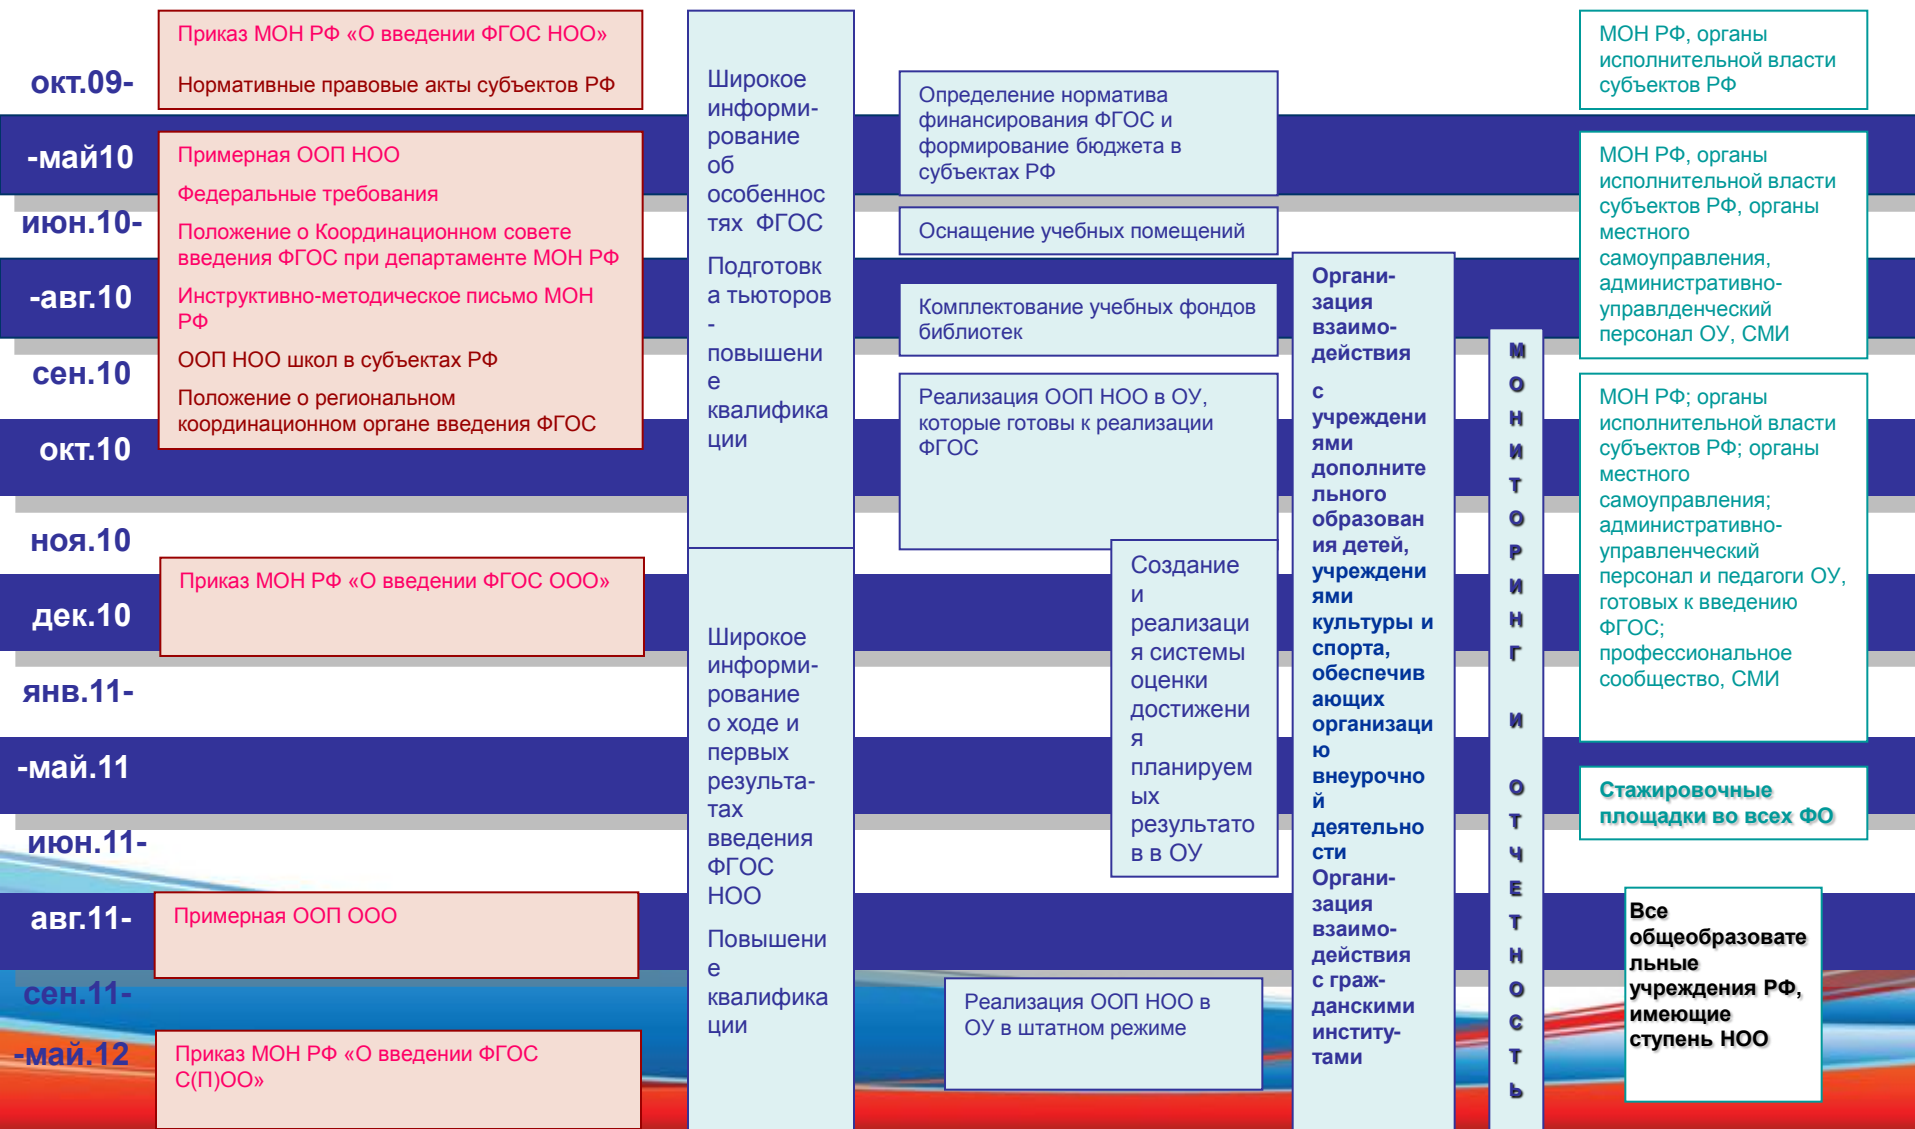 окт.09-
-май10
июн.10-
-авг.10
сен.10
окт.10
ноя.10
дек.10
янв.11-
-май.11
июн.11-
авг.11-
сен.11-
-май.12
Приказ МОН РФ «О введении ФГОС НОО»
Нормативные правовые акты субъектов РФ
Примерная ООП НОО
Федеральные требования
Положение о Координационном совете
введения ФГОС при департаменте МОН РФ
Инструктивно-методическое письмо МОН
РФ
ООП НОО школ в субъектах РФ
Положение о региональном
координационном органе введения ФГОС
Приказ МОН РФ «О введении ФГОС ООО»
Примерная ООП ООО
Приказ МОН РФ «О введении ФГОС
С(П)ОО»
Широкое
информи-
рование
об
особеннос
тях ФГОС
Подготовк
а тьюторов
-
повышени
е
квалифика
ции
Широкое
информи-
рование
о ходе и
первых
результа-
тах
введения
ФГОС
НОО
Повышени
е
квалифика
ции
Определение норматива
финансирования ФГОС и
формирование бюджета в
субъектах РФ
Оснащение учебных помещений
Комплектование учебных фондов
библиотек
Реализация ООП НОО в ОУ,
которые готовы к реализации
ФГОС
Создание
и
реализаци
я системы
оценки
достижени
я
планируем
ых
результато
в в ОУ
Реализация ООП НОО в
ОУ в штатном режиме
Органи-
зация
взаимо-
действия
с
учреждени
ями
дополните
льного
образован
ия детей,
учреждени
ями
культуры и
спорта,
обеспечив
ающих
организаци
ю
внеурочно
й
деятельно
сти
Органи-
зация
взаимо-
действия
с граж-
данскими
институ-
тами
М
О
Н
И
Т
О
Р
И
Н
Г
И
О
Т
Ч
Е
Т
Н
О
С
Т
Ь
МОН РФ, органы
исполнительной власти
субъектов РФ
МОН РФ, органы
исполнительной власти
субъектов РФ, органы
местного
самоуправления,
административно-
управлденческий
персонал ОУ, СМИ
МОН РФ; органы
исполнительной власти
субъектов РФ; органы
местного
самоуправления;
административно-
управленческий
персонал и педагоги ОУ,
готовых к введению
ФГОС;
профессиональное
сообщество, СМИ
Стажировочные
площадки во всех ФО
Все
общеобразовате
льные
учреждения РФ,
имеющие
ступень НОО